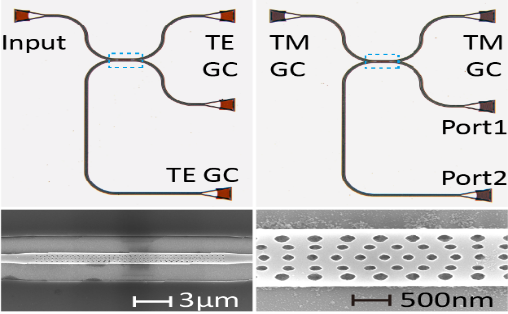 Input
TE
GC
TE GC
TM
GC
TM
GC
Port1
Port2
3μm
500nm